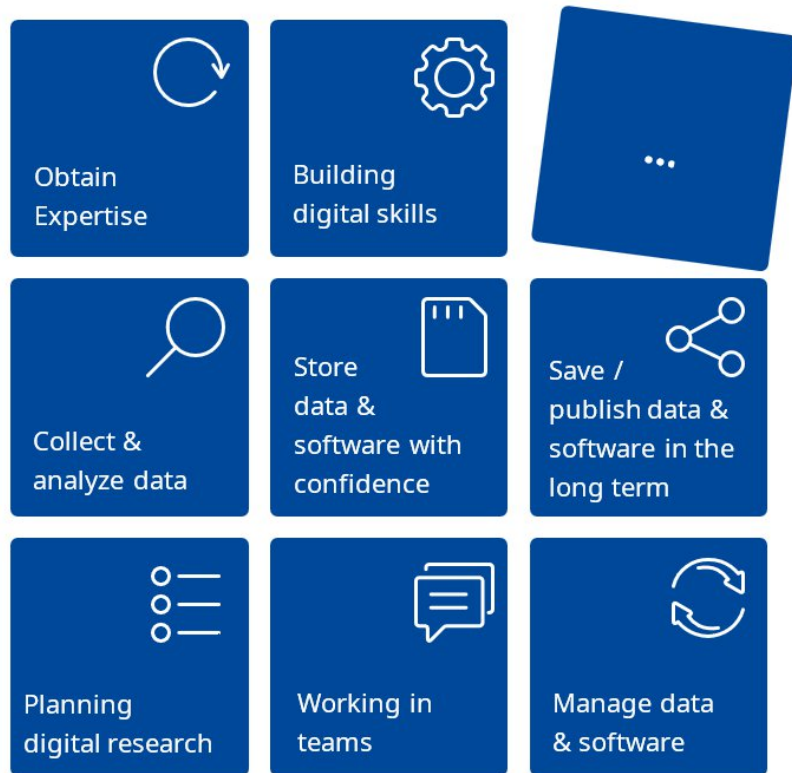 Obtain
Expertise
Building
digital skills
...
Collect &
analyze data
Store
data &
software with
confidence
Save /
publish data &
software in the
long term
Planning
digital research
Working in
teams
Manage data
& software